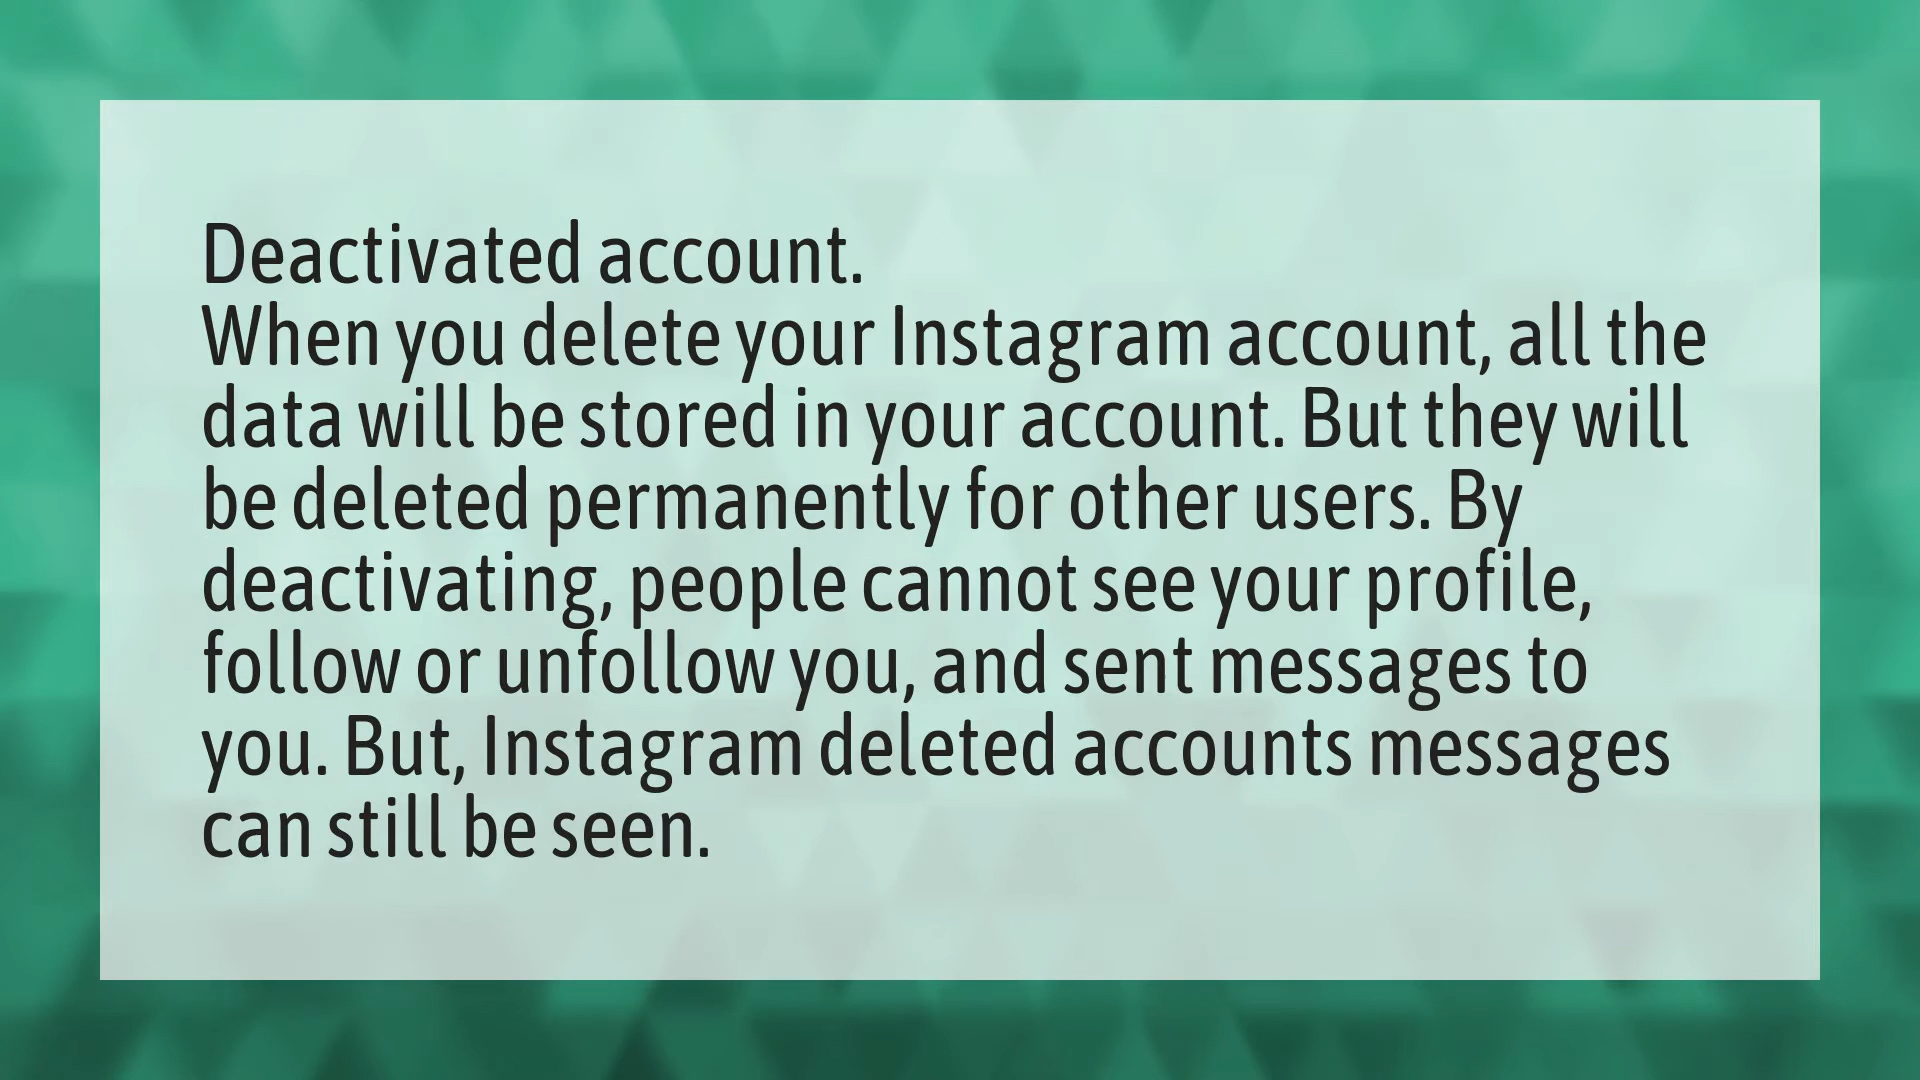 Deactivated account.
When you delete your Instagram account, all the
data will be stored in your account. But they will
be deleted permanently for other users. By
deactivating, people cannot see your profile,
follow or unfollow you, and sent messages to
you. But, Instagram deleted accounts messages
can still be seen.